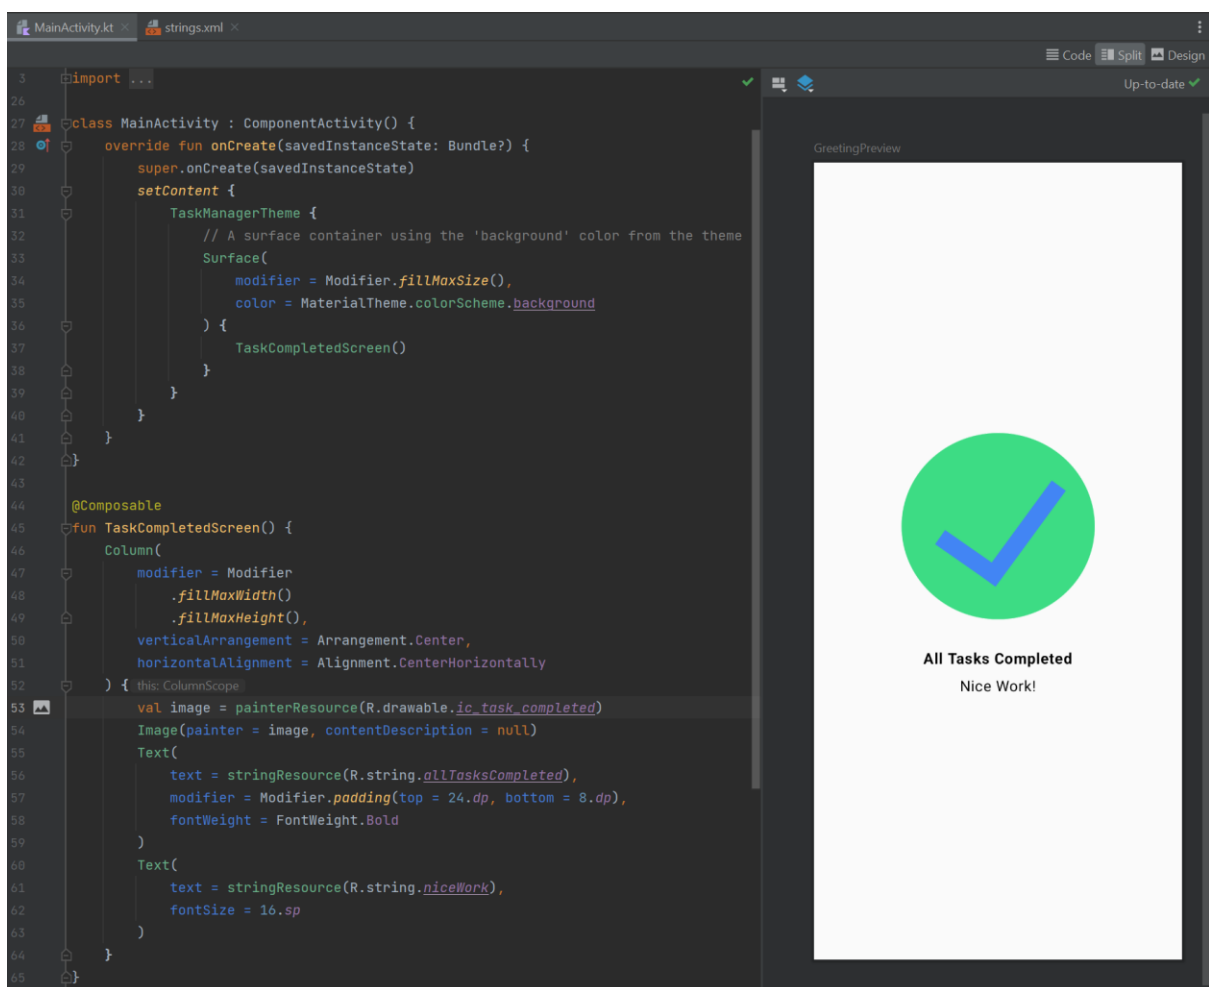 MainActivity.kt × strings.xml ×
Code Split Design
Up-to-date
3 import ...
26
27 class MainActivity : ComponentActivity() {
28 override fun onCreate(savedInstanceState: Bundle?) {
29 super.onCreate(savedInstanceState)
30 setContent {
31 TaskManagerTheme {
32 // A surface container using the 'background' color from the theme
33 Surface(
34 modifier = Modifier.fillMaxSize(),
35 color = MaterialTheme.colorScheme.background
36 ) {
37 TaskCompletedScreen()
38 }
39 }
40 }
41 }
42 }
43
44 @Composable
45 fun TaskCompletedScreen() {
46 Column(
47 modifier = Modifier
48 .fillMaxWidth()
49 .fillMaxHeight(),
50 verticalArrangement = Arrangement.Center,
51 horizontalAlignment = Alignment.CenterHorizontally
52 ) { this: ColumnScope
53 val image = painterResource(R.drawable.ic_task_completed)
54 Image(painter = image, contentDescription = null)
55 Text(
56 text = stringResource(R.string.allTasksCompleted),
57 modifier = Modifier.padding(top = 24.dp, bottom = 8.dp),
58 fontWeight = FontWeight.Bold
59 )
60 Text(
61 text = stringResource(R.string.niceWork),
62 fontSize = 16.sp
63 )
64 }
65 }
GreetingPreview
All Tasks Completed
Nice Work!